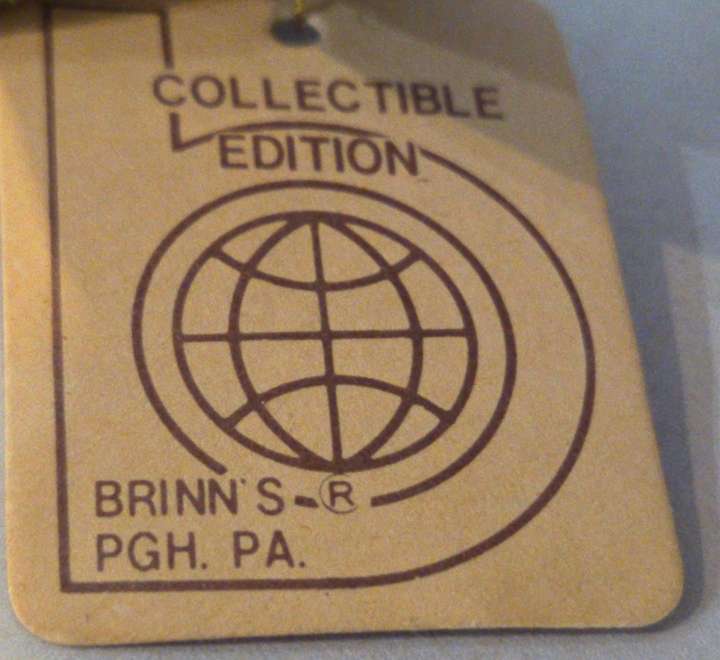 COLLECTIBLE
EDITION
BRINN'S-®
PGH. PA.